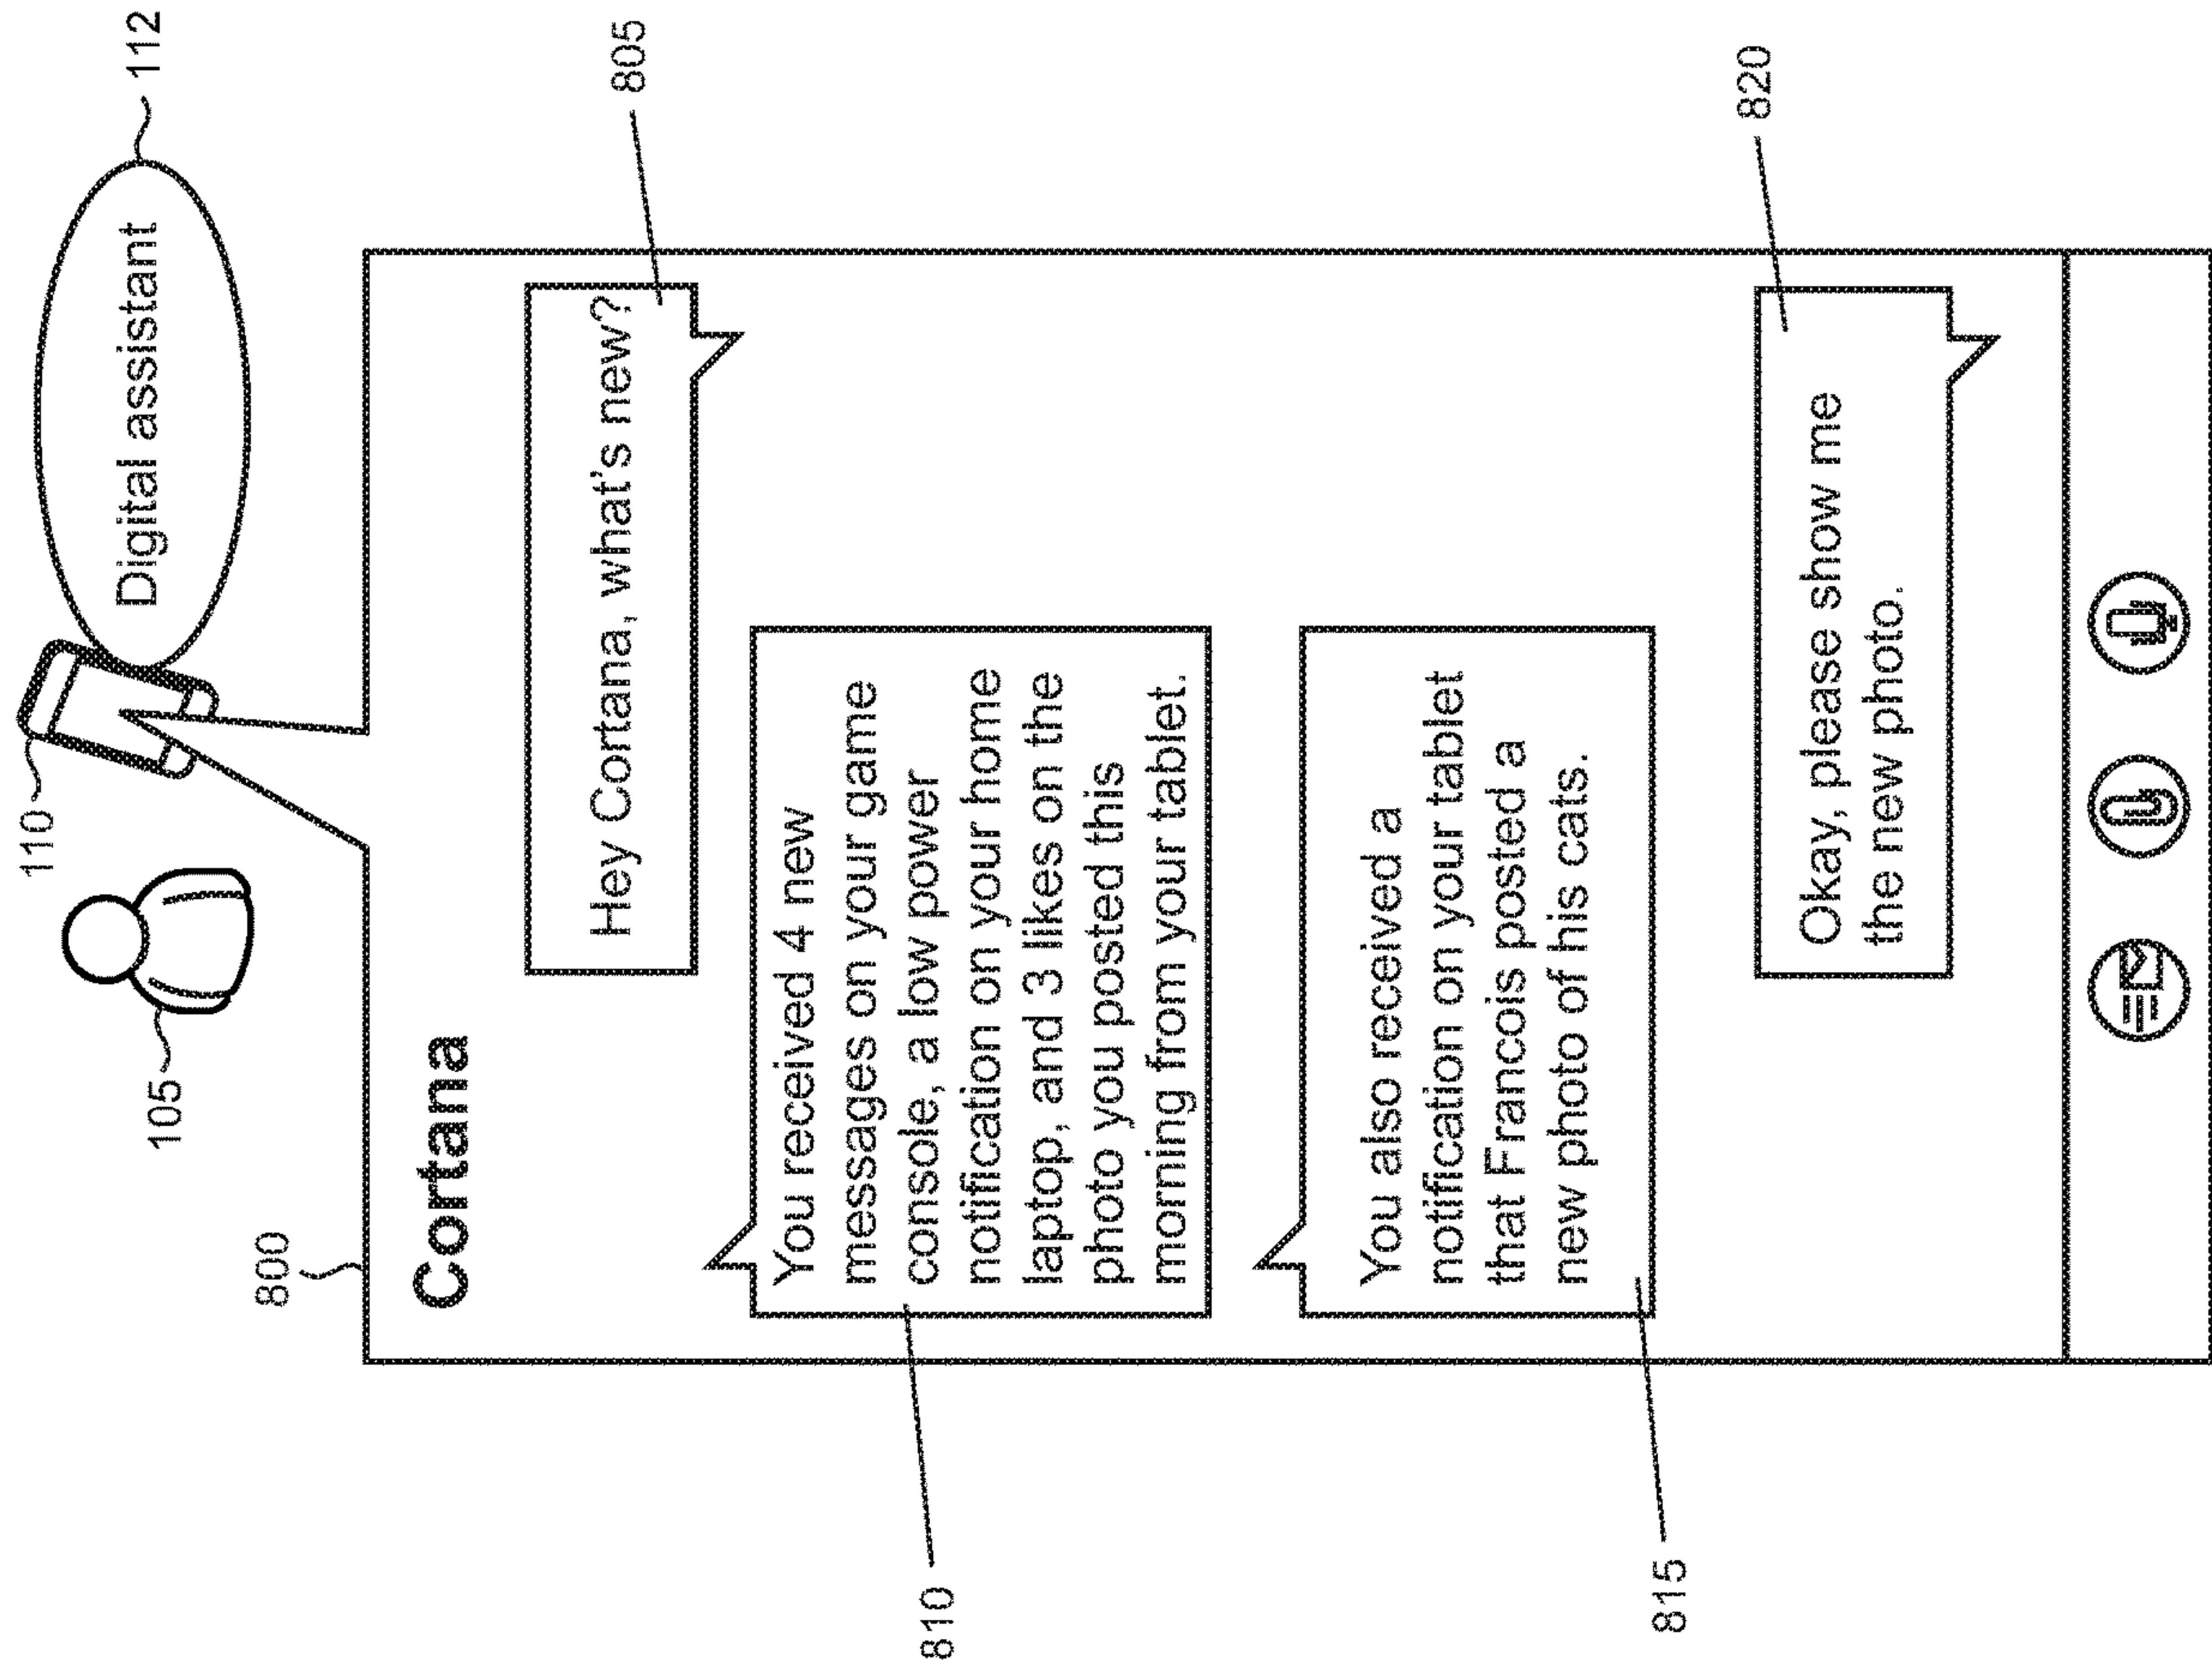 112
Digital assistant
110
105
800
Cortana
805
Hey Cortana, what's new?
You received 4 new
messages on your game
console, a low power
notification on your home
laptop, and 3 likes on the
photo you posted this
morning from your tablet.
810
You also received a
notification on your tablet
that Francois posted a
new photo of his cats.
815
820
Okay, please show me
the new photo.